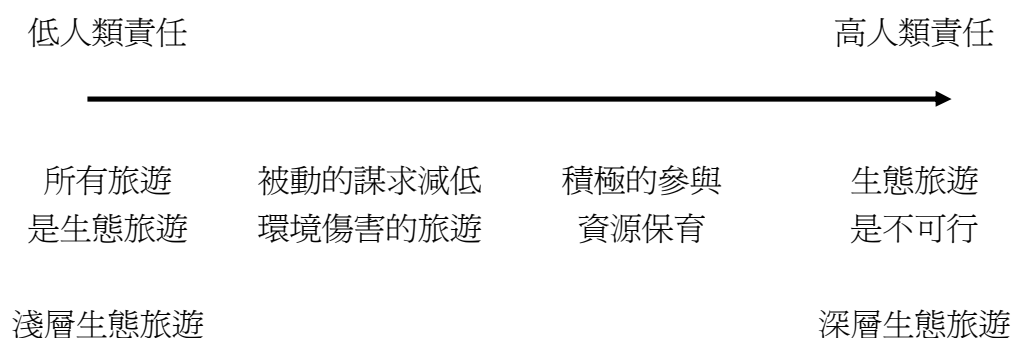 低人類責任 高人類責任
所有旅遊 被動的謀求減低 積極的參與 生態旅遊
是生態旅遊 環境傷害的旅遊 資源保育 是不可行
淺層生態旅遊 深層生態旅遊